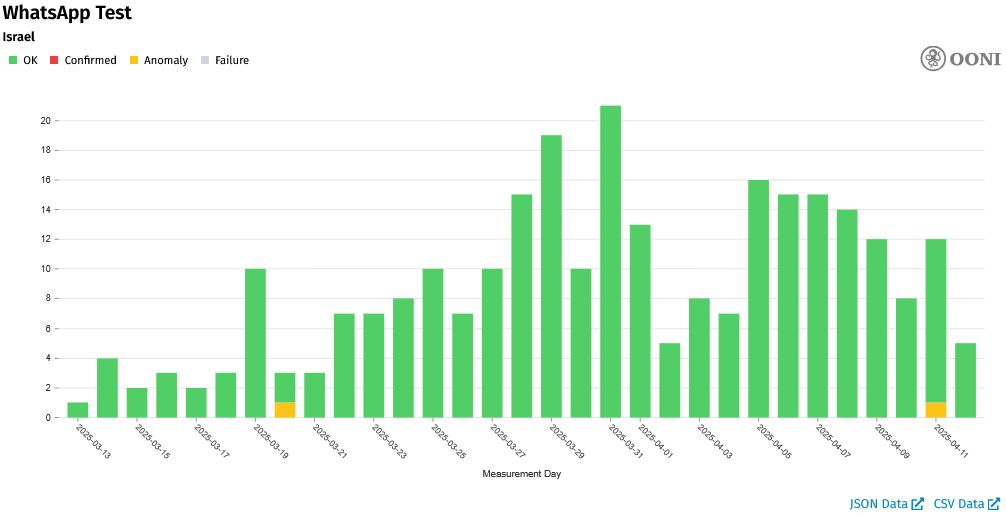 WhatsApp Test
Israel
OK Confirmed Anomaly Failure
OONI
20
18
16
14
12
10
8
6
4
2
0
2025-03-13 2025-03-15 2025-03-17 2025-03-19 2025-03-21 2025-03-23 2025-03-25 2025-03-27 2025-03-29 2025-03-31 2025-04-01 2025-04-03 2025-04-05 2025-04-07 2025-04-09 2025-04-11
Measurement Day
JSON Data CSV Data